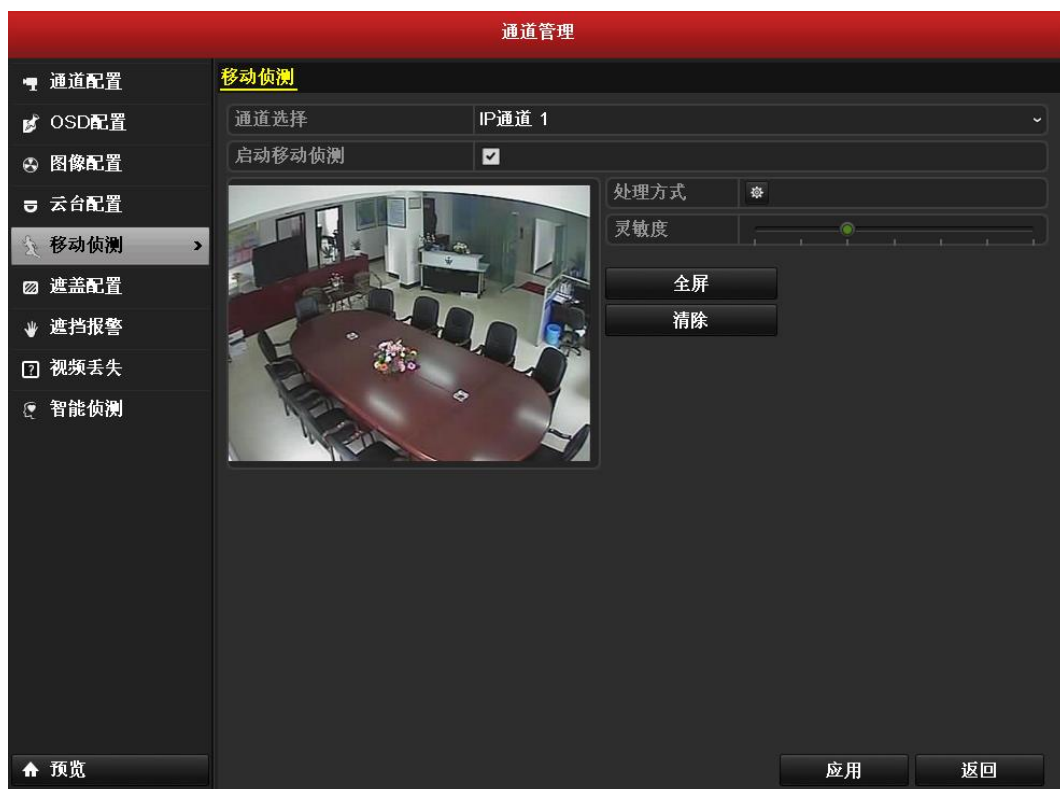 通道管理
通道配置
OSD配置
图像配置
云台配置
移动侦测
遮盖配置
遮挡报警
视频丢失
智能侦测
预览
移动侦测
通道选择 IP通道 1
启动移动侦测
处理方式
灵敏度
全屏
清除
应用 返回